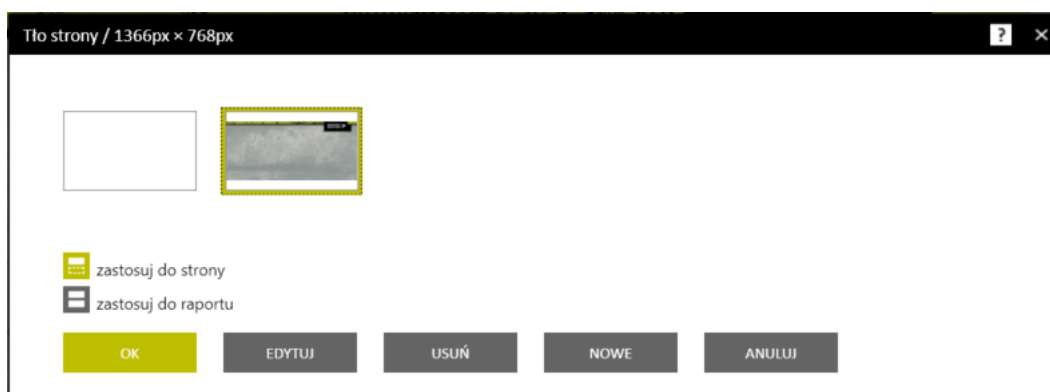 Tło strony / 1366px × 768px
?
×
zastosuj do strony
zastosuj do raportu
OK
EDYTUJ
USUŃ
NOWE
ANULUJ